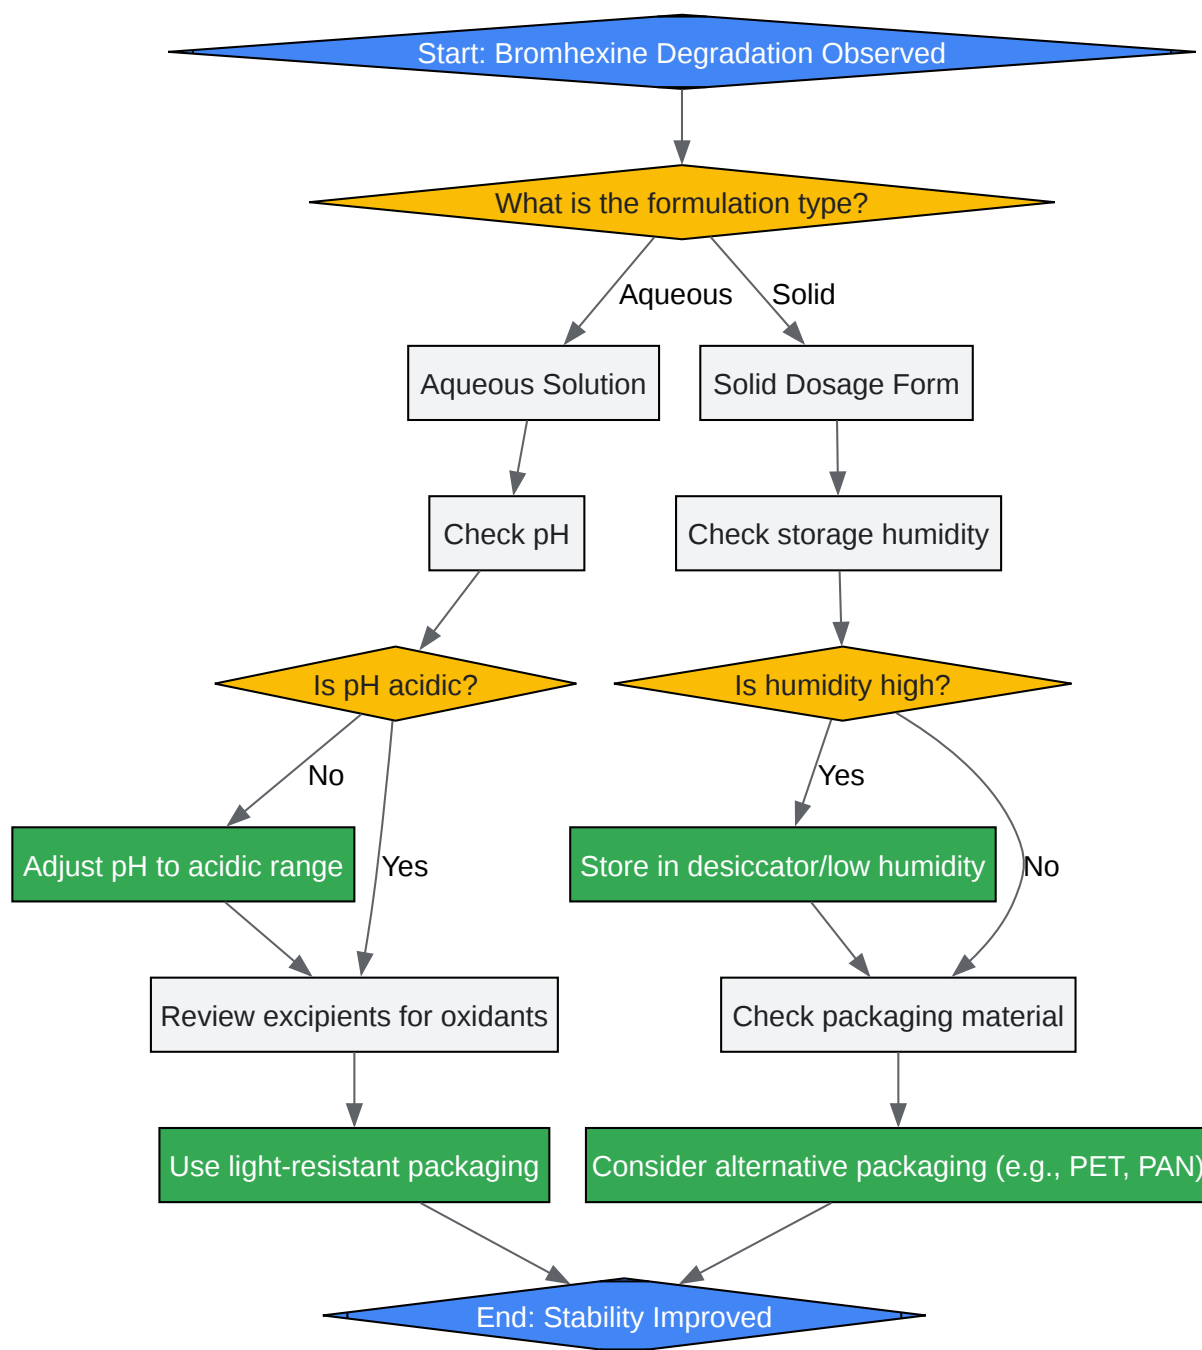 Start: Bromhexine Degradation Observed
What is the formulation type?
Aqueous
Solid
Aqueous Solution
Solid Dosage Form
Check pH
Check storage humidity
Is pH acidic?
Is humidity high?
No
Yes
Adjust pH to acidic range
Yes
Store in desiccator/low humidity
No
Review excipients for oxidants
Check packaging material
Use light-resistant packaging
Consider alternative packaging (e.g., PET, PAN)
End: Stability Improved